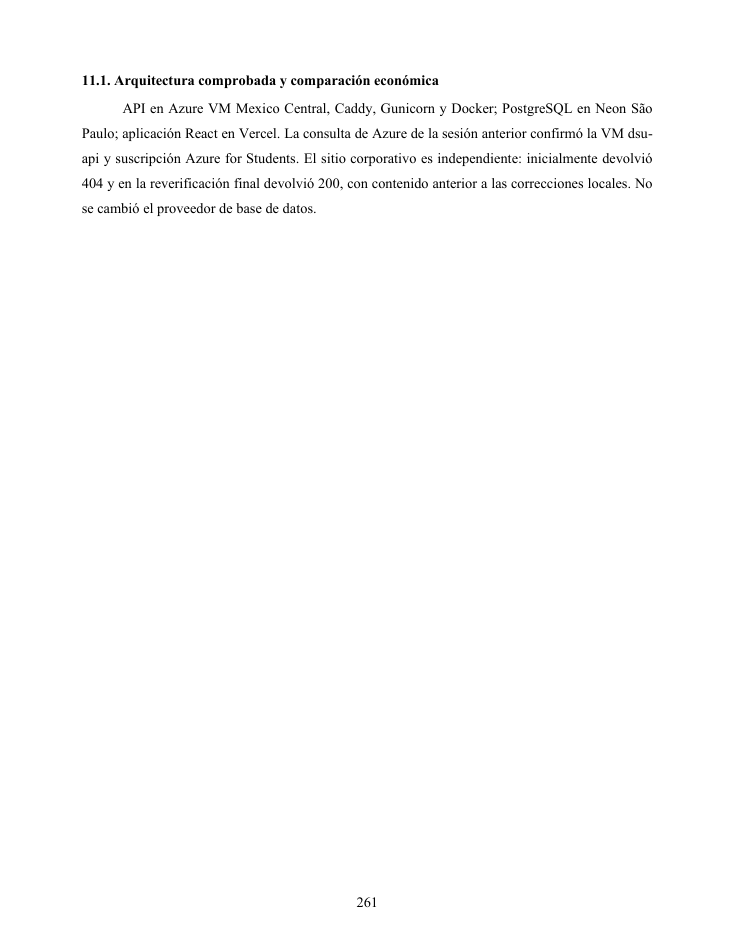 11.1. Arquitectura comprobada y comparación económica
API en Azure VM Mexico Central, Caddy, Gunicorn y Docker; PostgreSQL en Neon São
Paulo; aplicación React en Vercel. La consulta de Azure de la sesión anterior confirmó la VM dsu-
api y suscripción Azure for Students. El sitio corporativo es independiente: inicialmente devolvió
404 y en la reverificación final devolvió 200, con contenido anterior a las correcciones locales. No
se cambió el proveedor de base de datos.
261